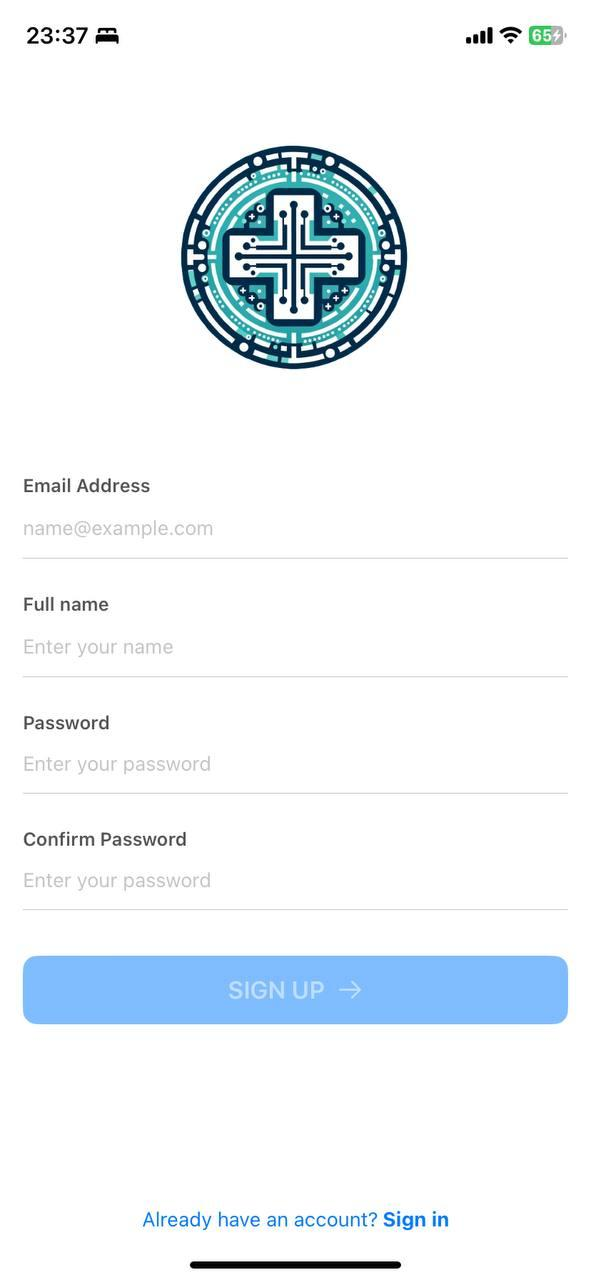 23:37
65
Email Address
name@example.com
Full name
Enter your name
Password
Enter your password
Confirm Password
Enter your password
SIGN UP →
Already have an account? Sign in